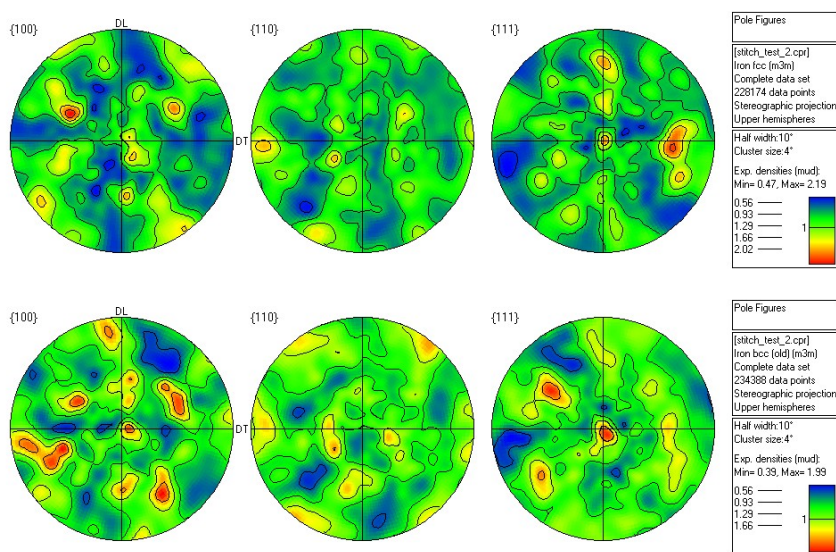 {100}
DL
{110}
DT
{111}
Pole Figures
[stitch_test_2.cpr]
Iron fcc (m3m)
Complete data set
228174 data points
Stereographic projection
Upper hemispheres
Half width:10°
Cluster size:4°
Exp. densities (mud):
Min= 0.47, Max= 2.19
0.56
0.93
1.29
1.66
2.02
1
{100}
DL
{110}
DT
{111}
Pole Figures
[stitch_test_2.cpr]
Iron bcc (old) (m3m)
Complete data set
234388 data points
Stereographic projection
Upper hemispheres
Half width:10°
Cluster size:4°
Exp. densities (mud):
Min= 0.39, Max= 1.99
0.56
0.93
1.29
1.66
1